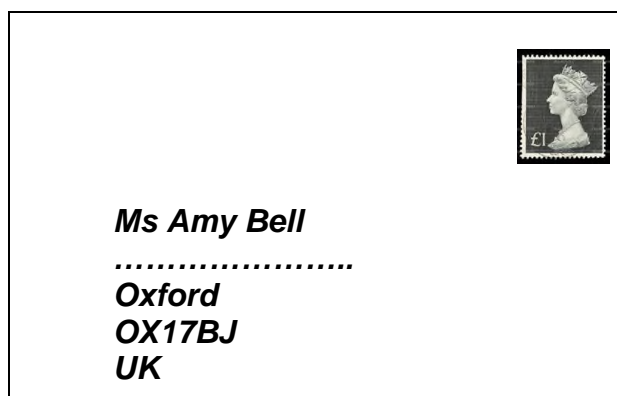 £1
Ms Amy Bell
…………………..
Oxford
OX17BJ
UK